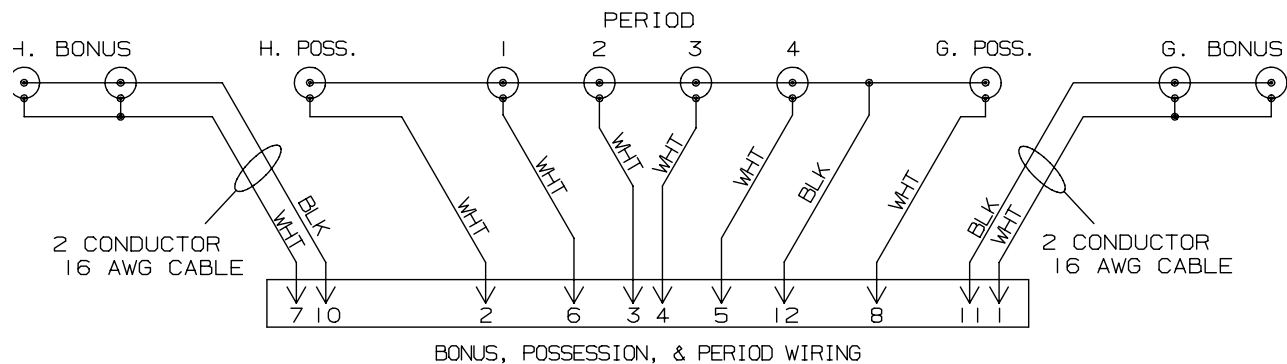 PERIOD
H. BONUS H. POSS. 1 2 3 4 G. POSS. G. BONUS
WHT WHT WHT WHT WHT BLK WHT
WHT BLK BLK WHT
2 CONDUCTOR
16 AWG CABLE
2 CONDUCTOR
16 AWG CABLE
7 10 2 6 3 4 5 12 8 11 1
BONUS, POSSESSION, & PERIOD WIRING